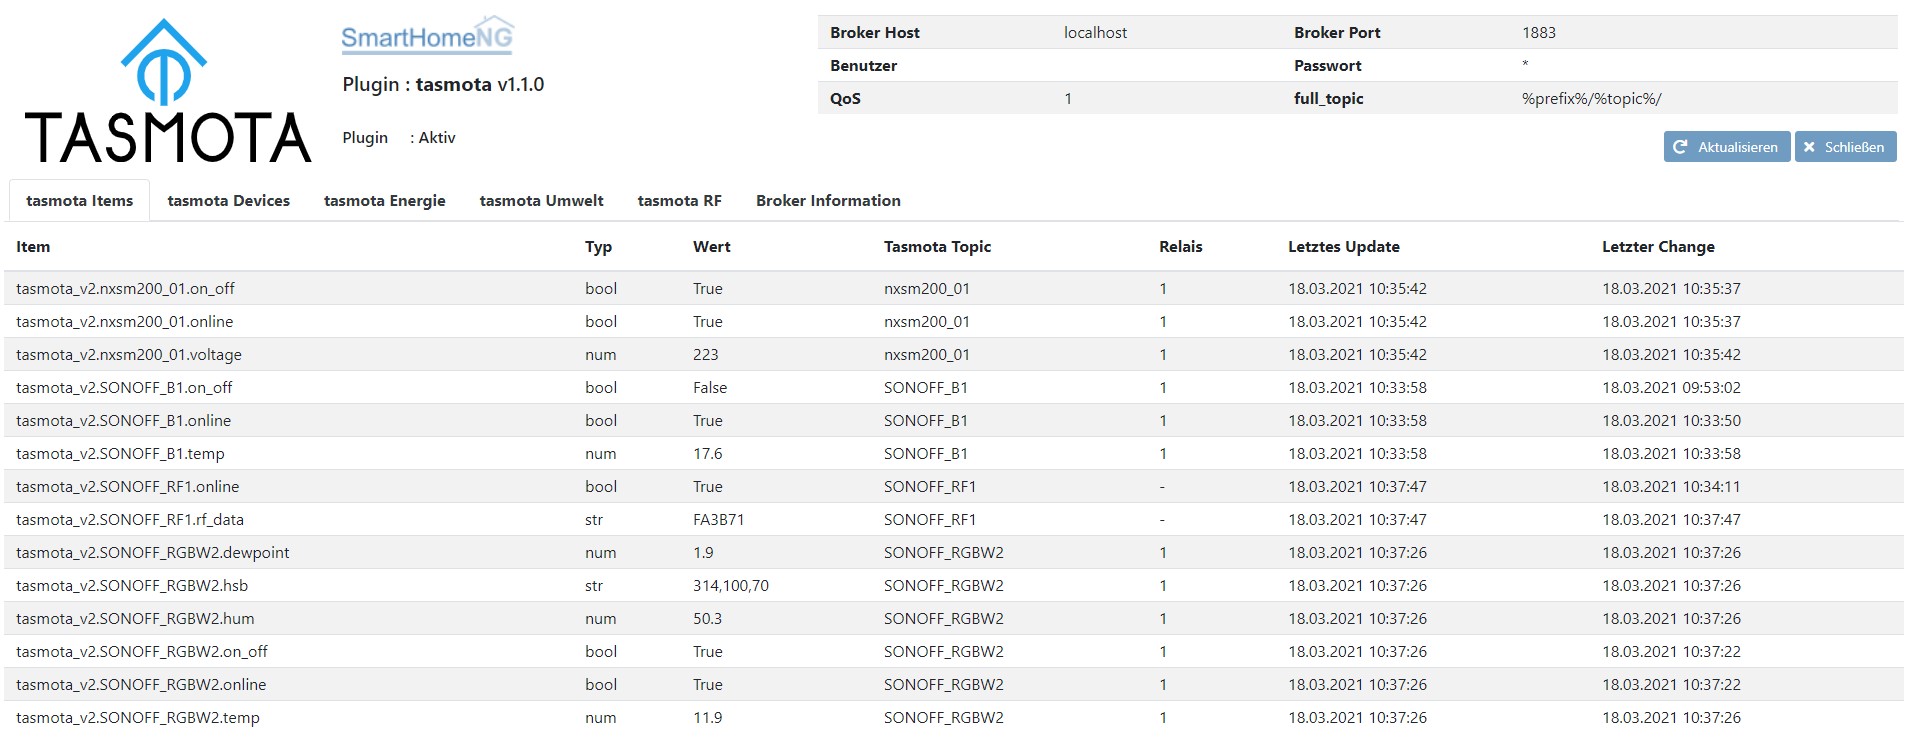 TASMOTA
SmartHomeNG
Plugin : tasmota v1.1.0
Plugin : Aktiv
Broker Host localhost Broker Port 1883
Benutzer Passwort *
QoS 1 full_topic %prefix%/%topic%/
Aktualisieren Schließen
tasmota Items tasmota Devices tasmota Energie tasmota Umwelt tasmota RF Broker Information
Item Typ Wert Tasmota Topic Relais Letztes Update Letzter Change
tasmota_v2.nxsm200_01.on_off bool True nxsm200_01 1 18.03.2021 10:35:42 18.03.2021 10:35:37
tasmota_v2.nxsm200_01.online bool True nxsm200_01 1 18.03.2021 10:35:42 18.03.2021 10:35:37
tasmota_v2.nxsm200_01.voltage num 223 nxsm200_01 1 18.03.2021 10:35:42 18.03.2021 10:35:42
tasmota_v2.SONOFF_B1.on_off bool False SONOFF_B1 1 18.03.2021 10:33:58 18.03.2021 09:53:02
tasmota_v2.SONOFF_B1.online bool True SONOFF_B1 1 18.03.2021 10:33:58 18.03.2021 10:33:50
tasmota_v2.SONOFF_B1.temp num 17.6 SONOFF_B1 1 18.03.2021 10:33:58 18.03.2021 10:33:58
tasmota_v2.SONOFF_RF1.online bool True SONOFF_RF1 - 18.03.2021 10:37:47 18.03.2021 10:34:11
tasmota_v2.SONOFF_RF1.rf_data str FA3B71 SONOFF_RF1 - 18.03.2021 10:37:47 18.03.2021 10:37:47
tasmota_v2.SONOFF_RGBW2.dewpoint num 1.9 SONOFF_RGBW2 1 18.03.2021 10:37:26 18.03.2021 10:37:26
tasmota_v2.SONOFF_RGBW2.hsb str 314,100,70 SONOFF_RGBW2 1 18.03.2021 10:37:26 18.03.2021 10:37:26
tasmota_v2.SONOFF_RGBW2.hum num 50.3 SONOFF_RGBW2 1 18.03.2021 10:37:26 18.03.2021 10:37:26
tasmota_v2.SONOFF_RGBW2.on_off bool True SONOFF_RGBW2 1 18.03.2021 10:37:26 18.03.2021 10:37:22
tasmota_v2.SONOFF_RGBW2.online bool True SONOFF_RGBW2 1 18.03.2021 10:37:26 18.03.2021 10:37:22
tasmota_v2.SONOFF_RGBW2.temp num 11.9 SONOFF_RGBW2 1 18.03.2021 10:37:26 18.03.2021 10:37:26